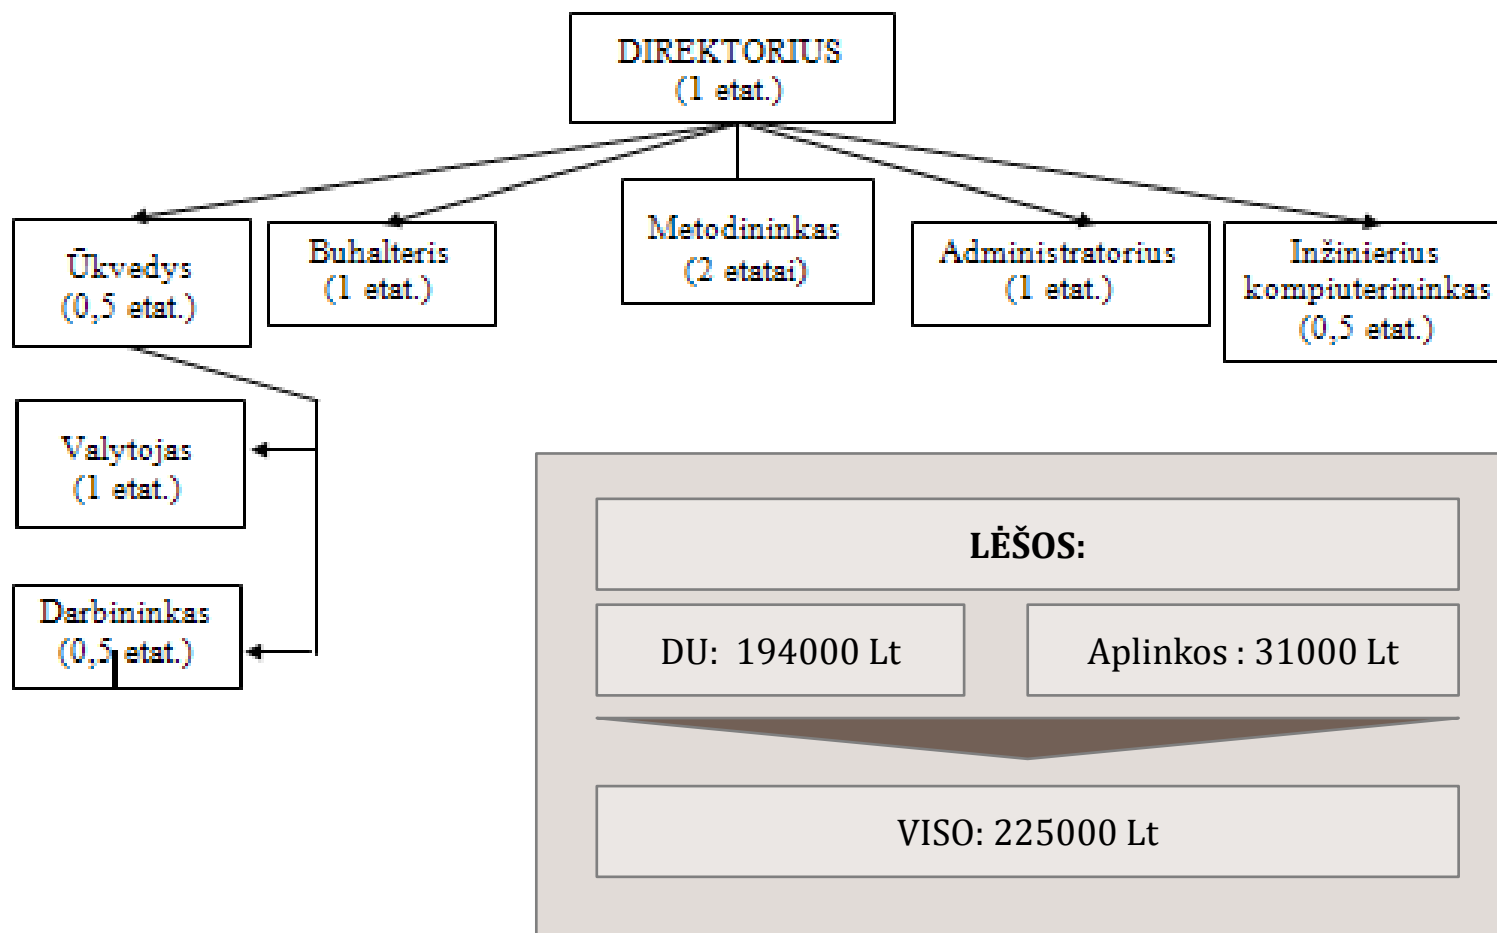 DIREKTORIUS
(1 etat.)
Ūkvedys
(0,5 etat.)
Buhalteris
(1 etat.)
Metodininkas
(2 etatai)
Administratorius
(1 etat.)
Inžinierius
kompiuterininkas
(0,5 etat.)
Valytojas
(1 etat.)
Darbininkas
(0,5 etat.)
LĖŠOS:
DU: 194000 Lt
Aplinkos : 31000 Lt
VISO: 225000 Lt